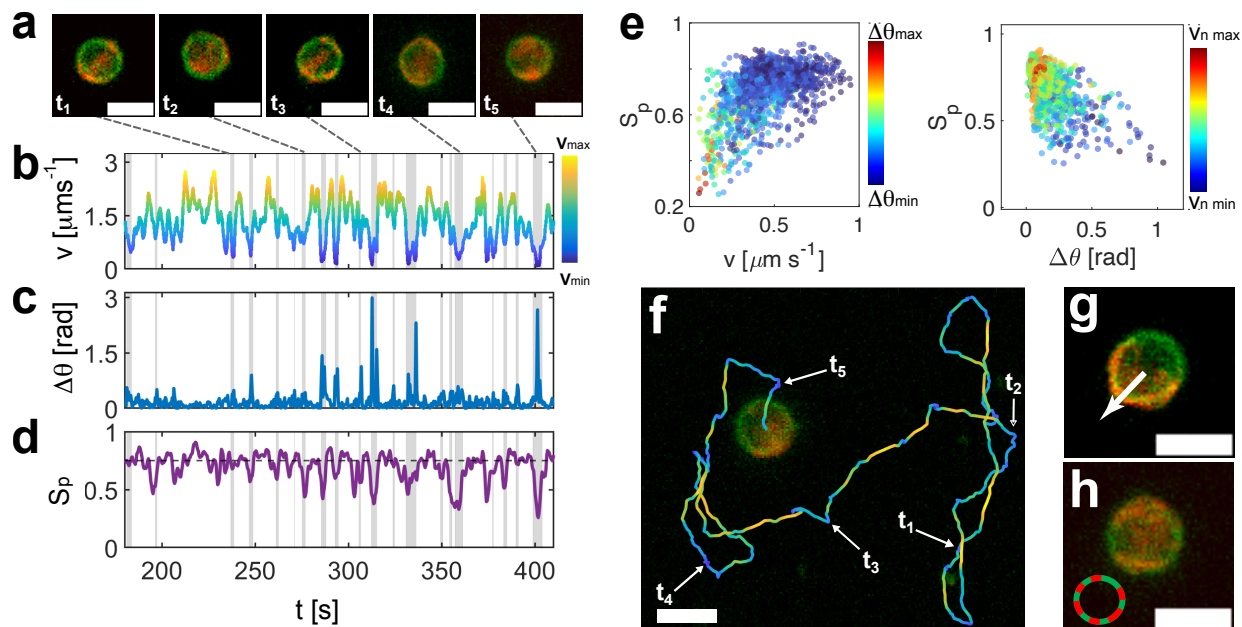 a
t1
t2
t3
t4
t5
b
v [μms-1]
3
1.5
0
vmax
vmin
c
Δθ [rad]
3
1.5
0
d
Sp
1
0.5
0
200
250
300
350
400
t [s]
e
Sp
1
0.6
0.2
0
0.5
1
v [μm s-1]
Δθmax
Δθmin
Sp
1
0.5
0
0
0.5
1
Δθ [rad]
Vn max
Vn min
f
t5
t2
t1
t3
t4
g
h